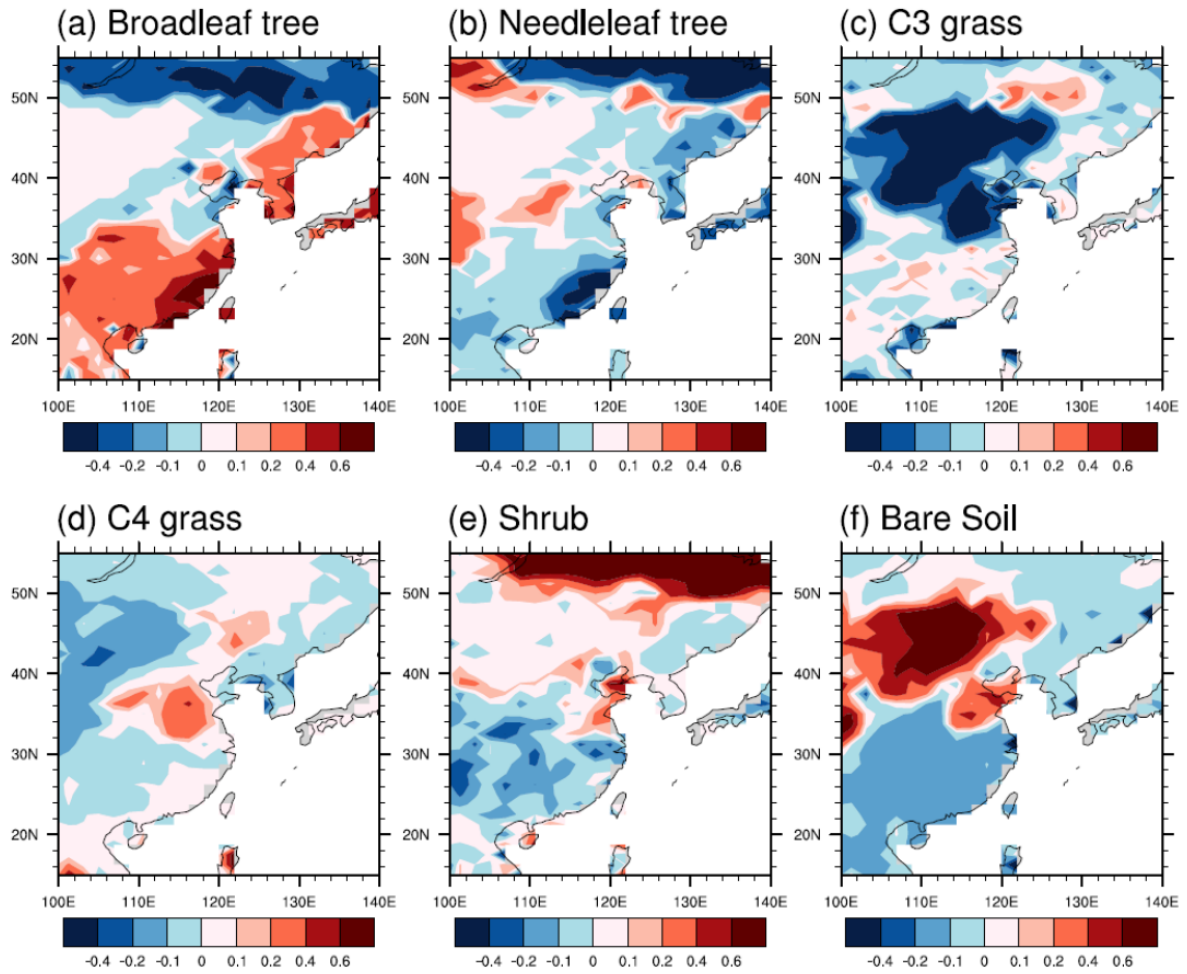 (a) Broadleaf tree
(b) Needleleaf tree
(c) C3 grass
50N
40N
30N
20N
100E 110E 120E 130E 140E
-0.4 -0.2 -0.1 0 0.1 0.2 0.4 0.6
50N
40N
30N
20N
100E 110E 120E 130E 140E
-0.4 -0.2 -0.1 0 0.1 0.2 0.4 0.6
50N
40N
30N
20N
100E 110E 120E 130E 140E
-0.4 -0.2 -0.1 0 0.1 0.2 0.4 0.6
(d) C4 grass
(e) Shrub
(f) Bare Soil
50N
40N
30N
20N
100E 110E 120E 130E 140E
-0.4 -0.2 -0.1 0 0.1 0.2 0.4 0.6
50N
40N
30N
20N
100E 110E 120E 130E 140E
-0.4 -0.2 -0.1 0 0.1 0.2 0.4 0.6
50N
40N
30N
20N
100E 110E 120E 130E 140E
-0.4 -0.2 -0.1 0 0.1 0.2 0.4 0.6